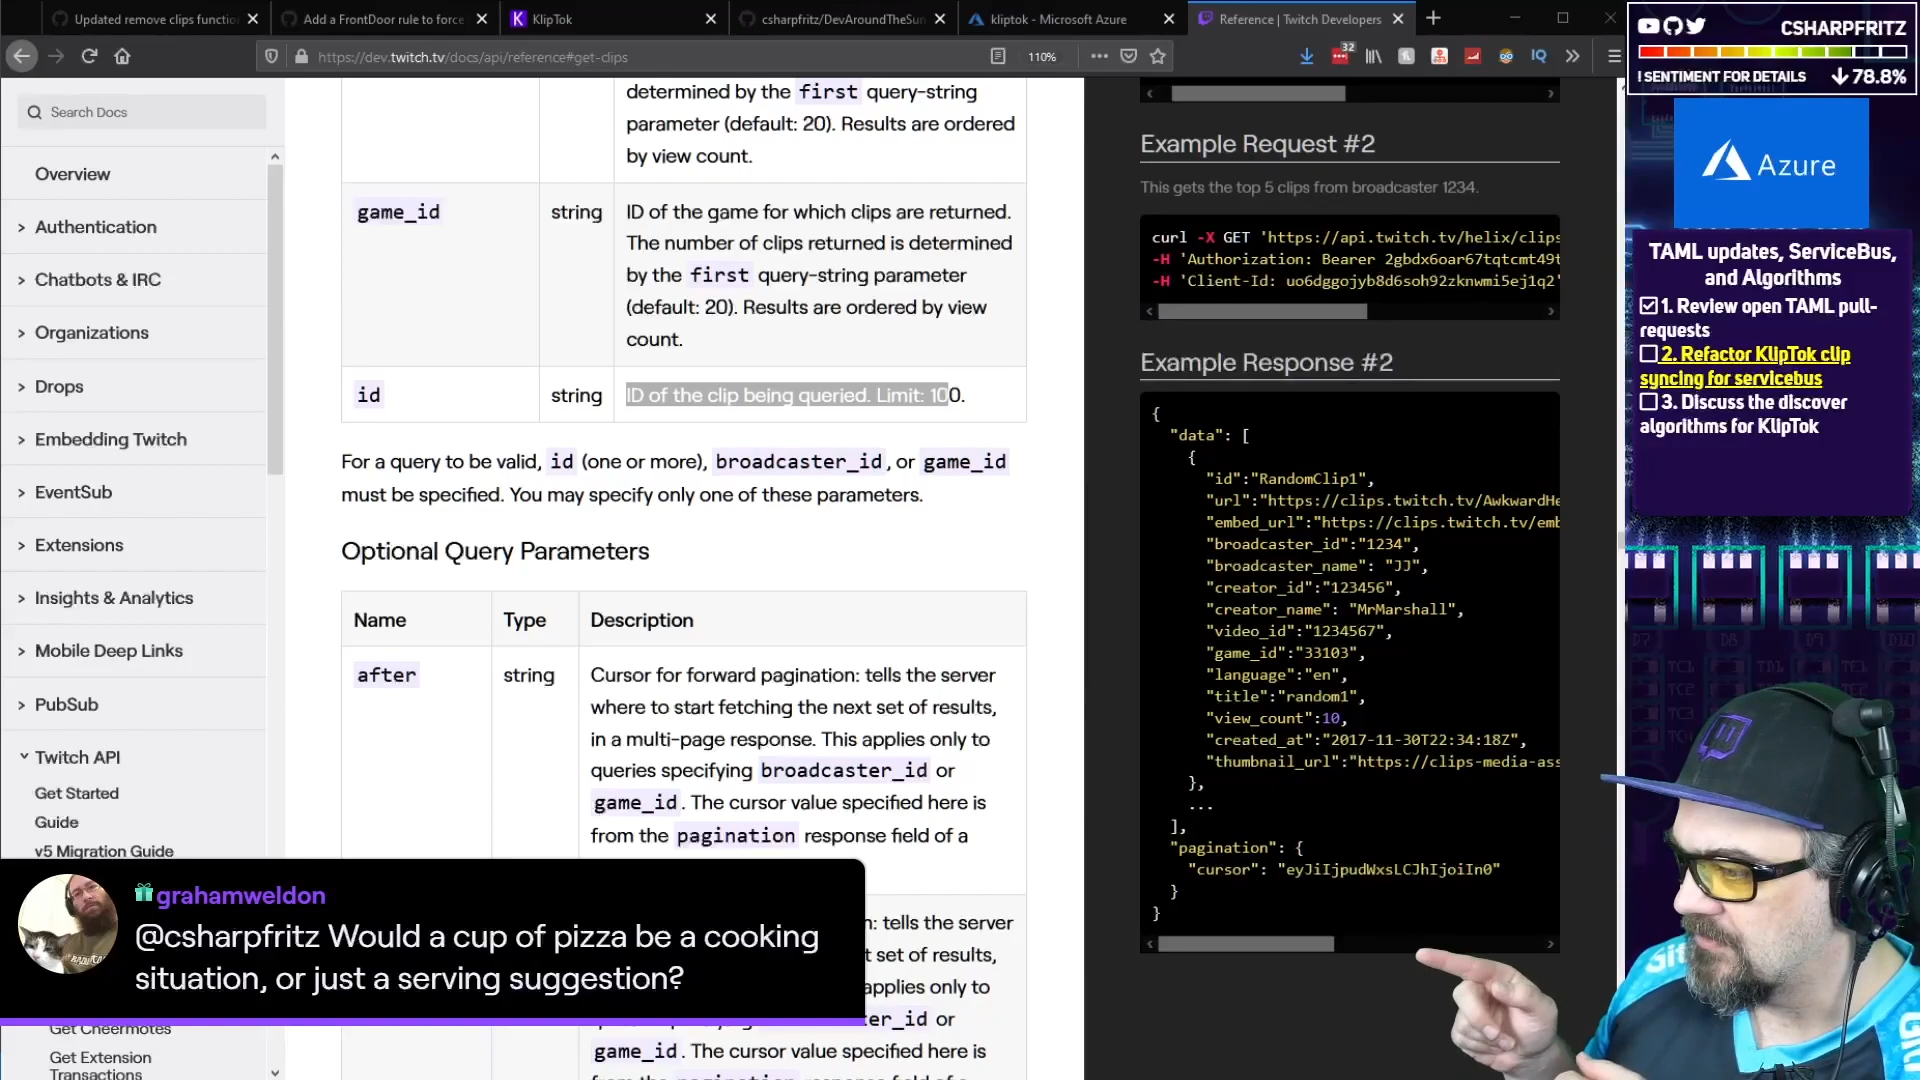 Updated remove clips functio
Add a FrontDoor rule to force
KlipTok
csharpfritz/DevAroundTheSun
kliptok - Microsoft Azure
Reference | Twitch Developers
https://dev.twitch.tv/docs/api/reference#get-clips
110%
32
IQ
CSHARPFRITZ
! SENTIMENT FOR DETAILS
78.8%
Azure
TAML updates, ServiceBus,
and Algorithms
1. Review open TAML pull-
requests
2. Refactor KlipTok clip
syncing for servicebus
3. Discuss the discover
algorithms for KlipTok
Search Docs
Overview
Authentication
Chatbots & IRC
Organizations
Drops
Embedding Twitch
EventSub
Extensions
Insights & Analytics
Mobile Deep Links
PubSub
Twitch API
Get Started
Guide
v5 Migration Guide
Get Cheermotes
Get Extension
Transactions
determined by the first query-string
parameter (default: 20). Results are ordered
by view count.
game_id
string
ID of the game for which clips are returned.
The number of clips returned is determined
by the first query-string parameter
(default: 20). Results are ordered by view
count.
id
string
ID of the clip being queried. Limit: 100.
For a query to be valid, id (one or more), broadcaster_id, or game_id
must be specified. You may specify only one of these parameters.
Optional Query Parameters
Name
Type
Description
after
string
Cursor for forward pagination: tells the server
where to start fetching the next set of results,
in a multi-page response. This applies only to
queries specifying broadcaster_id or
game_id. The cursor value specified here is
from the pagination response field of a
n: tells the server
t set of results,
applies only to
ter_id or
game_id. The cursor value specified here is
Example Request #2
This gets the top 5 clips from broadcaster 1234.
curl -X GET 'https://api.twitch.tv/helix/clips
-H 'Authorization: Bearer 2gbdx6oar67tqtcmt49t
-H 'Client-Id: uo6dggojyb8d6soh92zknwmi5ej1q2'
Example Response #2
{
"data": [
{
"id":"RandomClip1",
"url":"https://clips.twitch.tv/AwkwardHe
"embed_url":"https://clips.twitch.tv/emb
"broadcaster_id":"1234",
"broadcaster_name": "JJ",
"creator_id":"123456",
"creator_name": "MrMarshall",
"video_id":"1234567",
"game_id":"33103",
"language":"en",
"title":"random1",
"view_count":10,
"created_at":"2017-11-30T22:34:18Z",
"thumbnail_url":"https://clips-media-ass
},
...
],
"pagination": {
"cursor": "eyJiIjpudWxsLCJhIjoiIn0"
}
}
grahamweldon
@csharpfritz Would a cup of pizza be a cooking
situation, or just a serving suggestion?